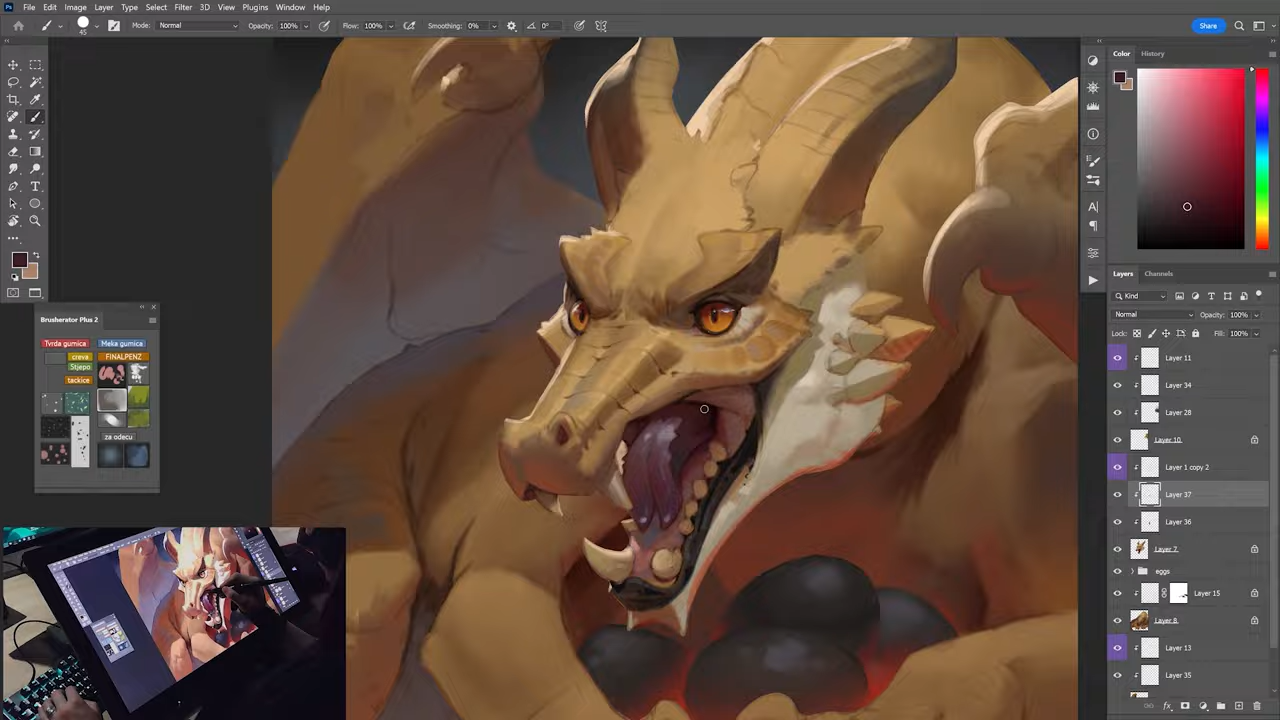 Ps File Edit Image Layer Type Select Filter 3D View Plugins Window Help
45 Mode: Normal Opacity: 100% Flow: 100% Smoothing: 0% 0° Share
Color History
Brusherator Plus 2
Tvrda gumica Meka gumica
creva FINALPENZ
Stjepo
tackice
za odecu
Layers Channels
Kind
Normal Opacity: 100%
Lock: Fill: 100%
Layer 11
Layer 34
Layer 28
Layer 10
Layer 1 copy 2
Layer 37
Layer 36
Layer 7
eggs
Layer 15
Layer 8
Layer 13
Layer 35